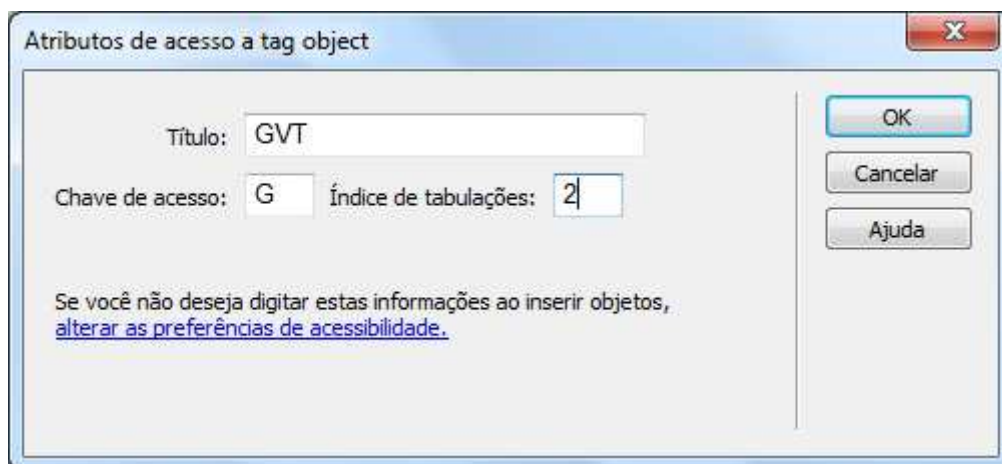 Atributos de acesso a tag object
Título: GVT
Chave de acesso: G Índice de tabulações: 2
Se você não deseja digitar estas informações ao inserir objetos,
alterar as preferências de acessibilidade.
OK
Cancelar
Ajuda